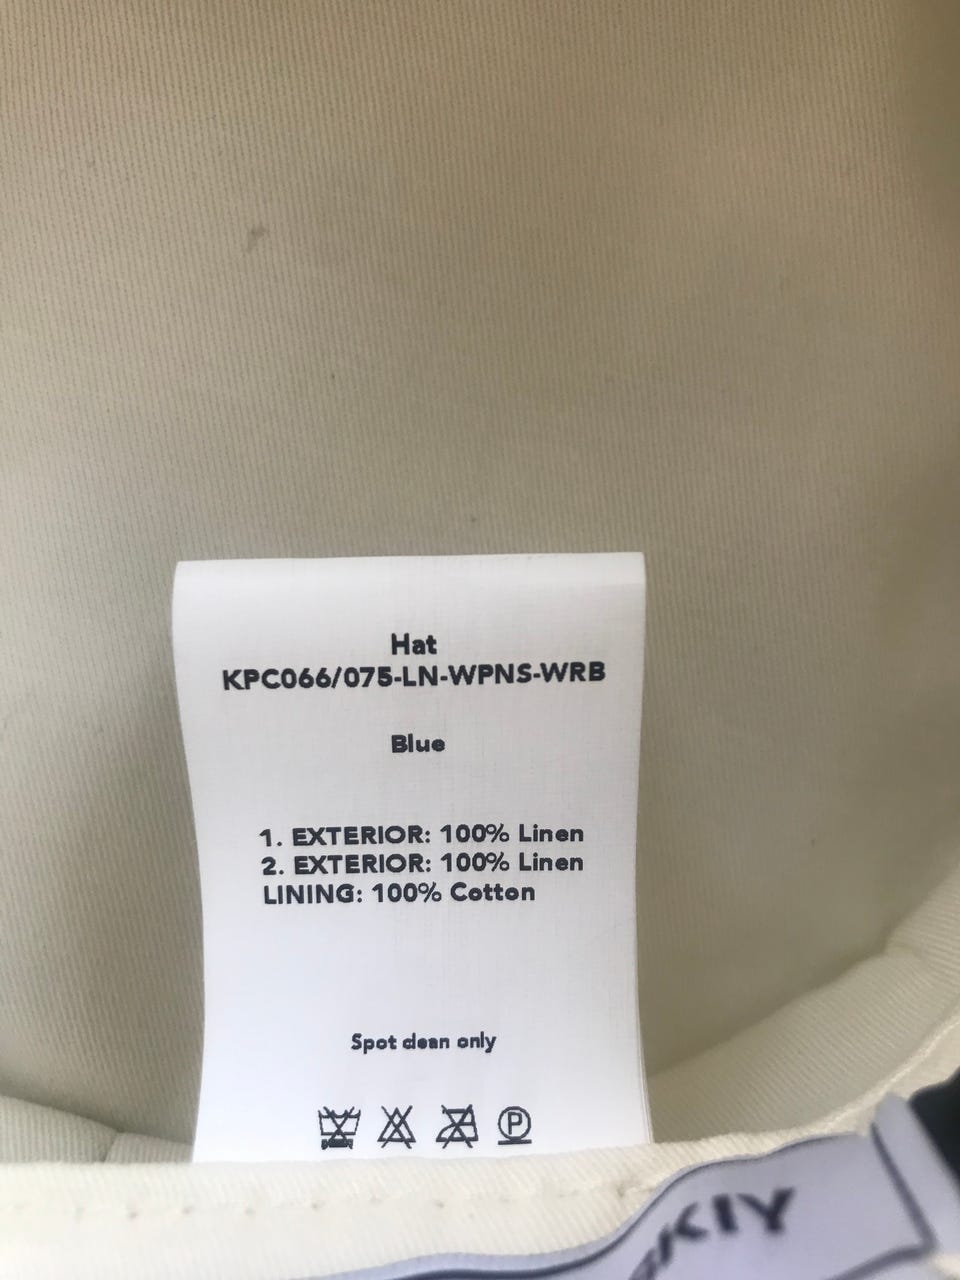 Hat
KPC066/075-LN-WPNS-WRB
Blue
1. EXTERIOR: 100% Linen
2. EXTERIOR: 100% Linen
LINING: 100% Cotton
Spot clean only
P